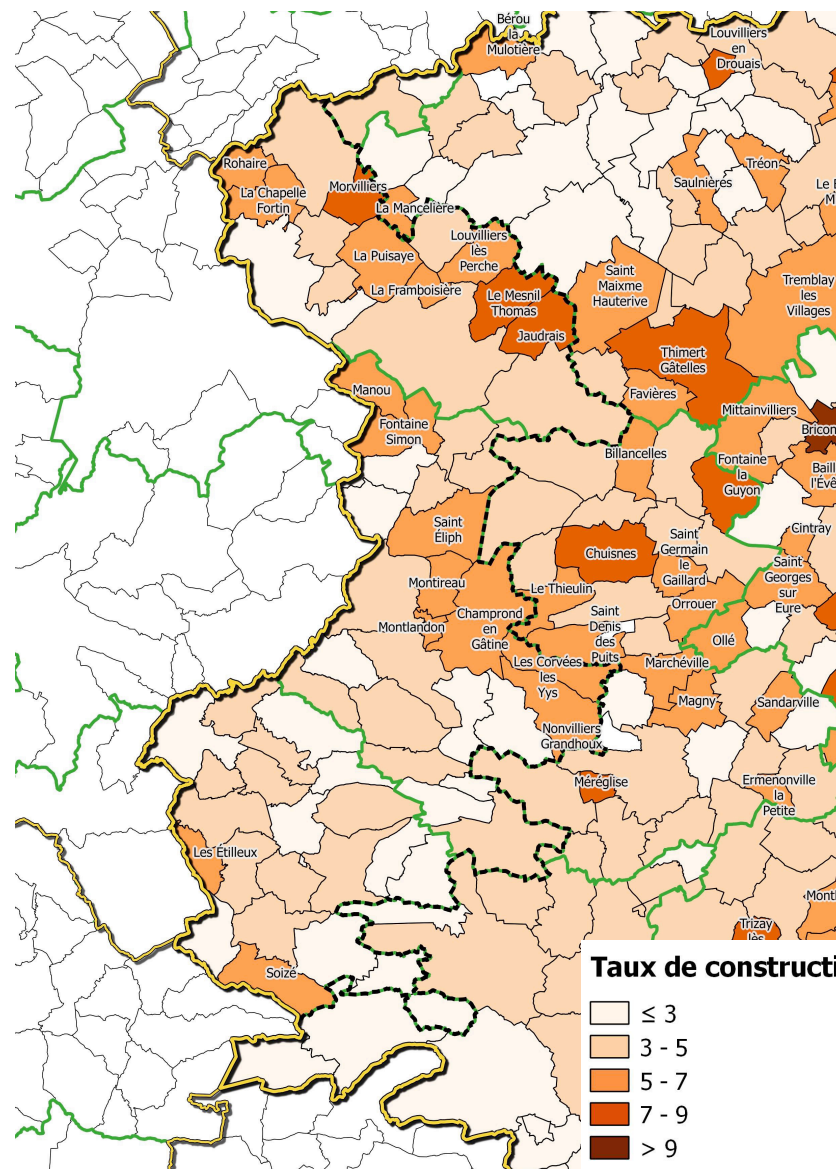 Bérou
la
Mulotière
Louvilliers
en
Drouais
Rohaire
La Chapelle
Fortin
Morvilliers
La Mancelière
Saulnières
Tréon
La Puisaye
Louvilliers
lès
Perche
La Framboisière
Le Mesnil
Thomas
Jaudrais
Saint
Maixme
Hauterive
Tremblay
les
Villages
Thimert
Gâtelles
Manou
Favières
Mittainvilliers
Fontaine
Simon
Billancelles
Fontaine
la
Guyon
Saint
Éliph
Chuisnes
Saint
Germain
le
Gaillard
Cintray
Montireau
Le Thieulin
Saint
Georges
sur
Eure
Orrouer
Champrond
en
Gâtine
Montlandon
Saint
Denis
des
Puits
Ollé
Les Corvées
les
Yys
Marchéville
Magny
Sandarville
Nonvilliers
Grandhoux
Méréglise
Ermenonville
la
Petite
Les Étilleux
Soizé
Trizay
lès
Taux de constructi
≤ 3
3 - 5
5 - 7
7 - 9
> 9